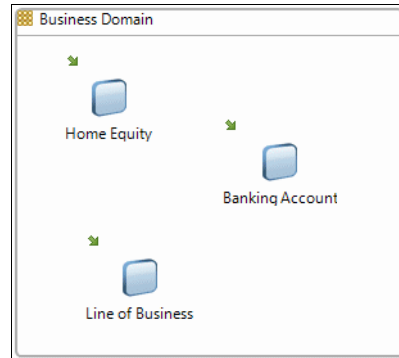 Business Domain
Home Equity
Banking Account
Line of Business